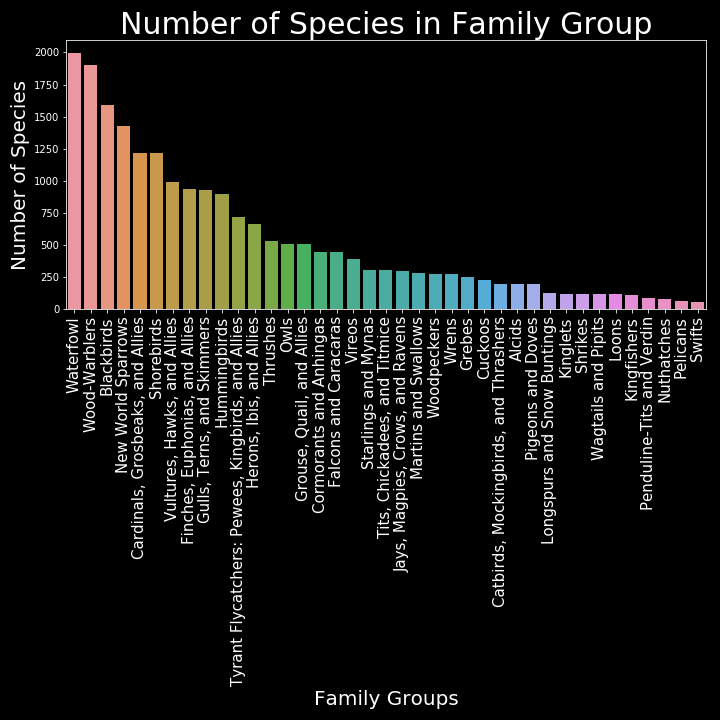 Number of Species in Family Group
Number of Species
2000
1750
1500
1250
1000
750
500
250
0
Waterfowl
Wood-Warblers
Blackbirds
New World Sparrows
Cardinals, Grosbeaks, and Allies
Shorebirds
Vultures, Hawks, and Allies
Finches, Euphonias, and Allies
Gulls, Terns, and Skimmers
Hummingbirds
Tyrant Flycatchers: Pewees, Kingbirds, and Allies
Herons, Ibis, and Allies
Thrushes
Owls
Grouse, Quail, and Allies
Cormorants and Anhingas
Falcons and Caracaras
Vireos
Starlings and Mynas
Tits, Chickadees, and Titmice
Jays, Magpies, Crows, and Ravens
Martins and Swallows
Woodpeckers
Wrens
Grebes
Cuckoos
Catbirds, Mockingbirds, and Thrashers
Alcids
Pigeons and Doves
Longspurs and Snow Buntings
Kinglets
Shrikes
Wagtails and Pipits
Loons
Kingfishers
Penduline-Tits and Verdin
Nuthatches
Pelicans
Swifts
Family Groups